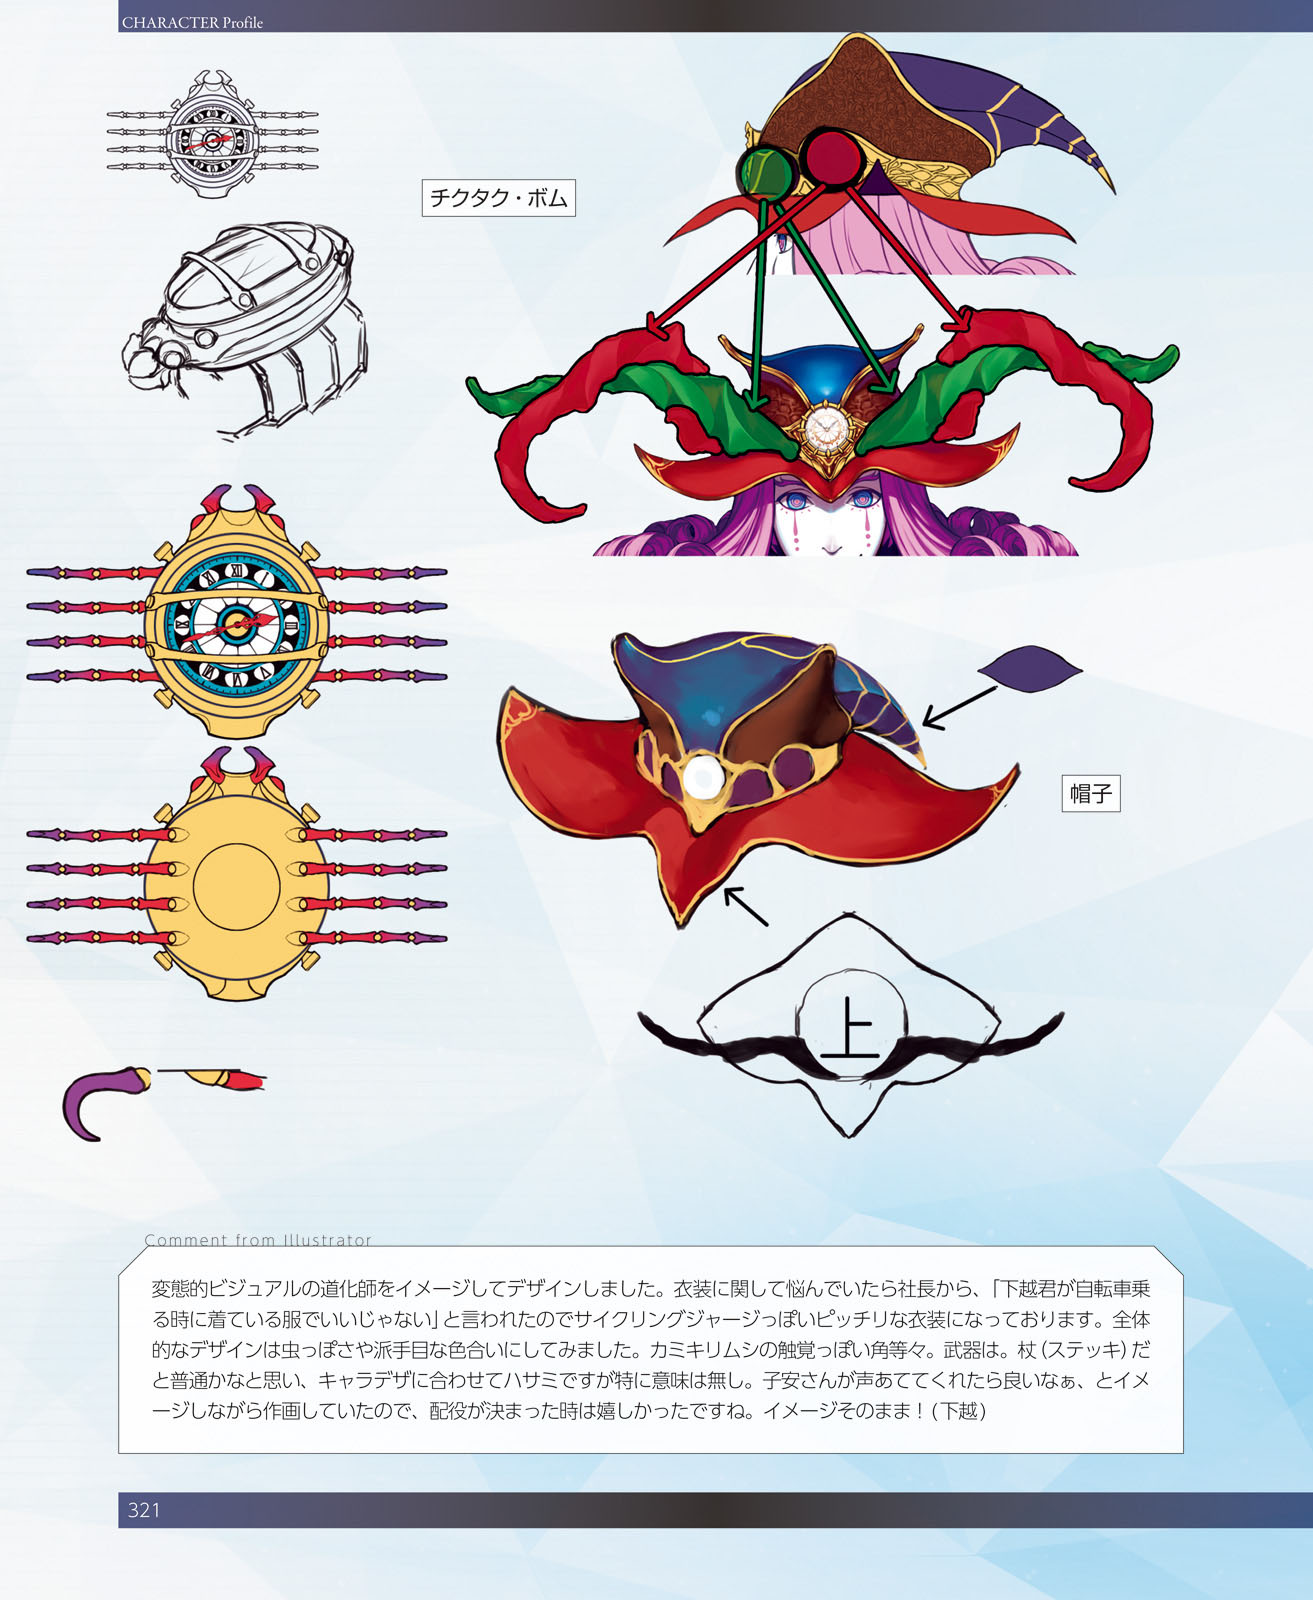 CHARACTER Profile
チクタク・ボム
帽子
上
Comment from Illustrator
変態的ビジュアルの道化師をイメージしてデザインしました。衣装に関して悩んでいたら社長から、「下越君が自転車乗
る時に着ている服でいいじゃない」と言われたのでサイクリングジャージっぽいピッチリな衣装になっております。全体
的なデザインは虫っぽさや派手目な色合いにしてみました。カミキリムシの触覚っぽい角等々。武器は。杖（ステッキ）だ
と普通かなと思い、キャラデザに合わせてハサミですが特に意味は無し。子安さんが声あててくれたら良いなぁ、とイメ
ージしながら作画していたので、配役が決まった時は嬉しかったですね。イメージそのまま！(下越)
321